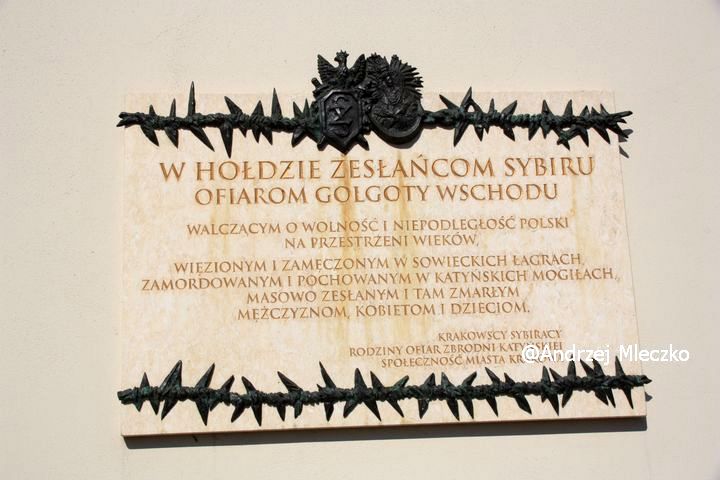 W HOŁDZIE ZESŁAŃCOM SYBIRU
OFIAROM GOLGOTY WSCHODU
WALCZĄCYM O WOLNOŚĆ I NIEPODLEGŁOŚĆ POLSKI
NA PRZESTRZENI WIEKÓW,
WIĘZIONYM I ZAMĘCZONYM W SOWIECKICH ŁAGRACH,
ZAMORDOWANYM I POCHOWANYM W KATYŃSKICH MOGIŁACH,
MASOWO ZESŁANYM I TAM ZMARŁYM
MĘŻCZYZNOM, KOBIETOM I DZIECIOM.
KRAKOWSCY SYBIRACY
RODZINY OFIAR ZBRODNI KATYŃSKIEJ
SPOŁECZNOŚĆ MIASTA
@Andrzej Mleczko